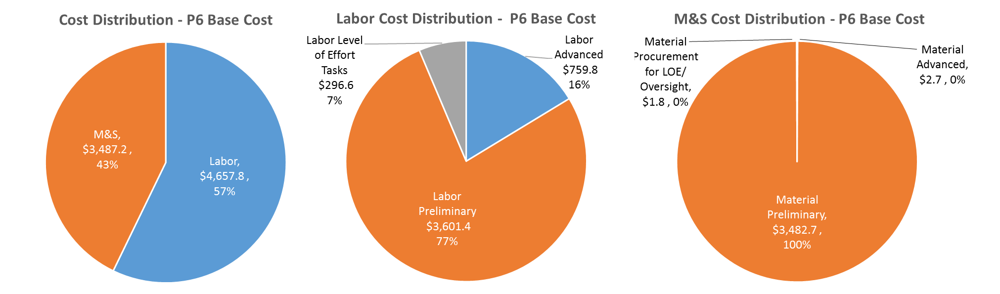 Cost Distribution - P6 Base Cost
M&S,
$3,487.2 ,
43%
Labor,
$4,657.8 ,
57%
Labor Cost Distribution -  P6 Base Cost
Labor Level
of Effort
Tasks
$296.6
7%
Labor
Advanced
$759.8
16%
Labor
Preliminary
$3,601.4
77%
M&S Cost Distribution - P6 Base Cost
Material
Procurement
for LOE/
Oversight,
$1.8 , 0%
Material
Advanced,
$2.7 , 0%
Material
Preliminary,
$3,482.7 ,
100%